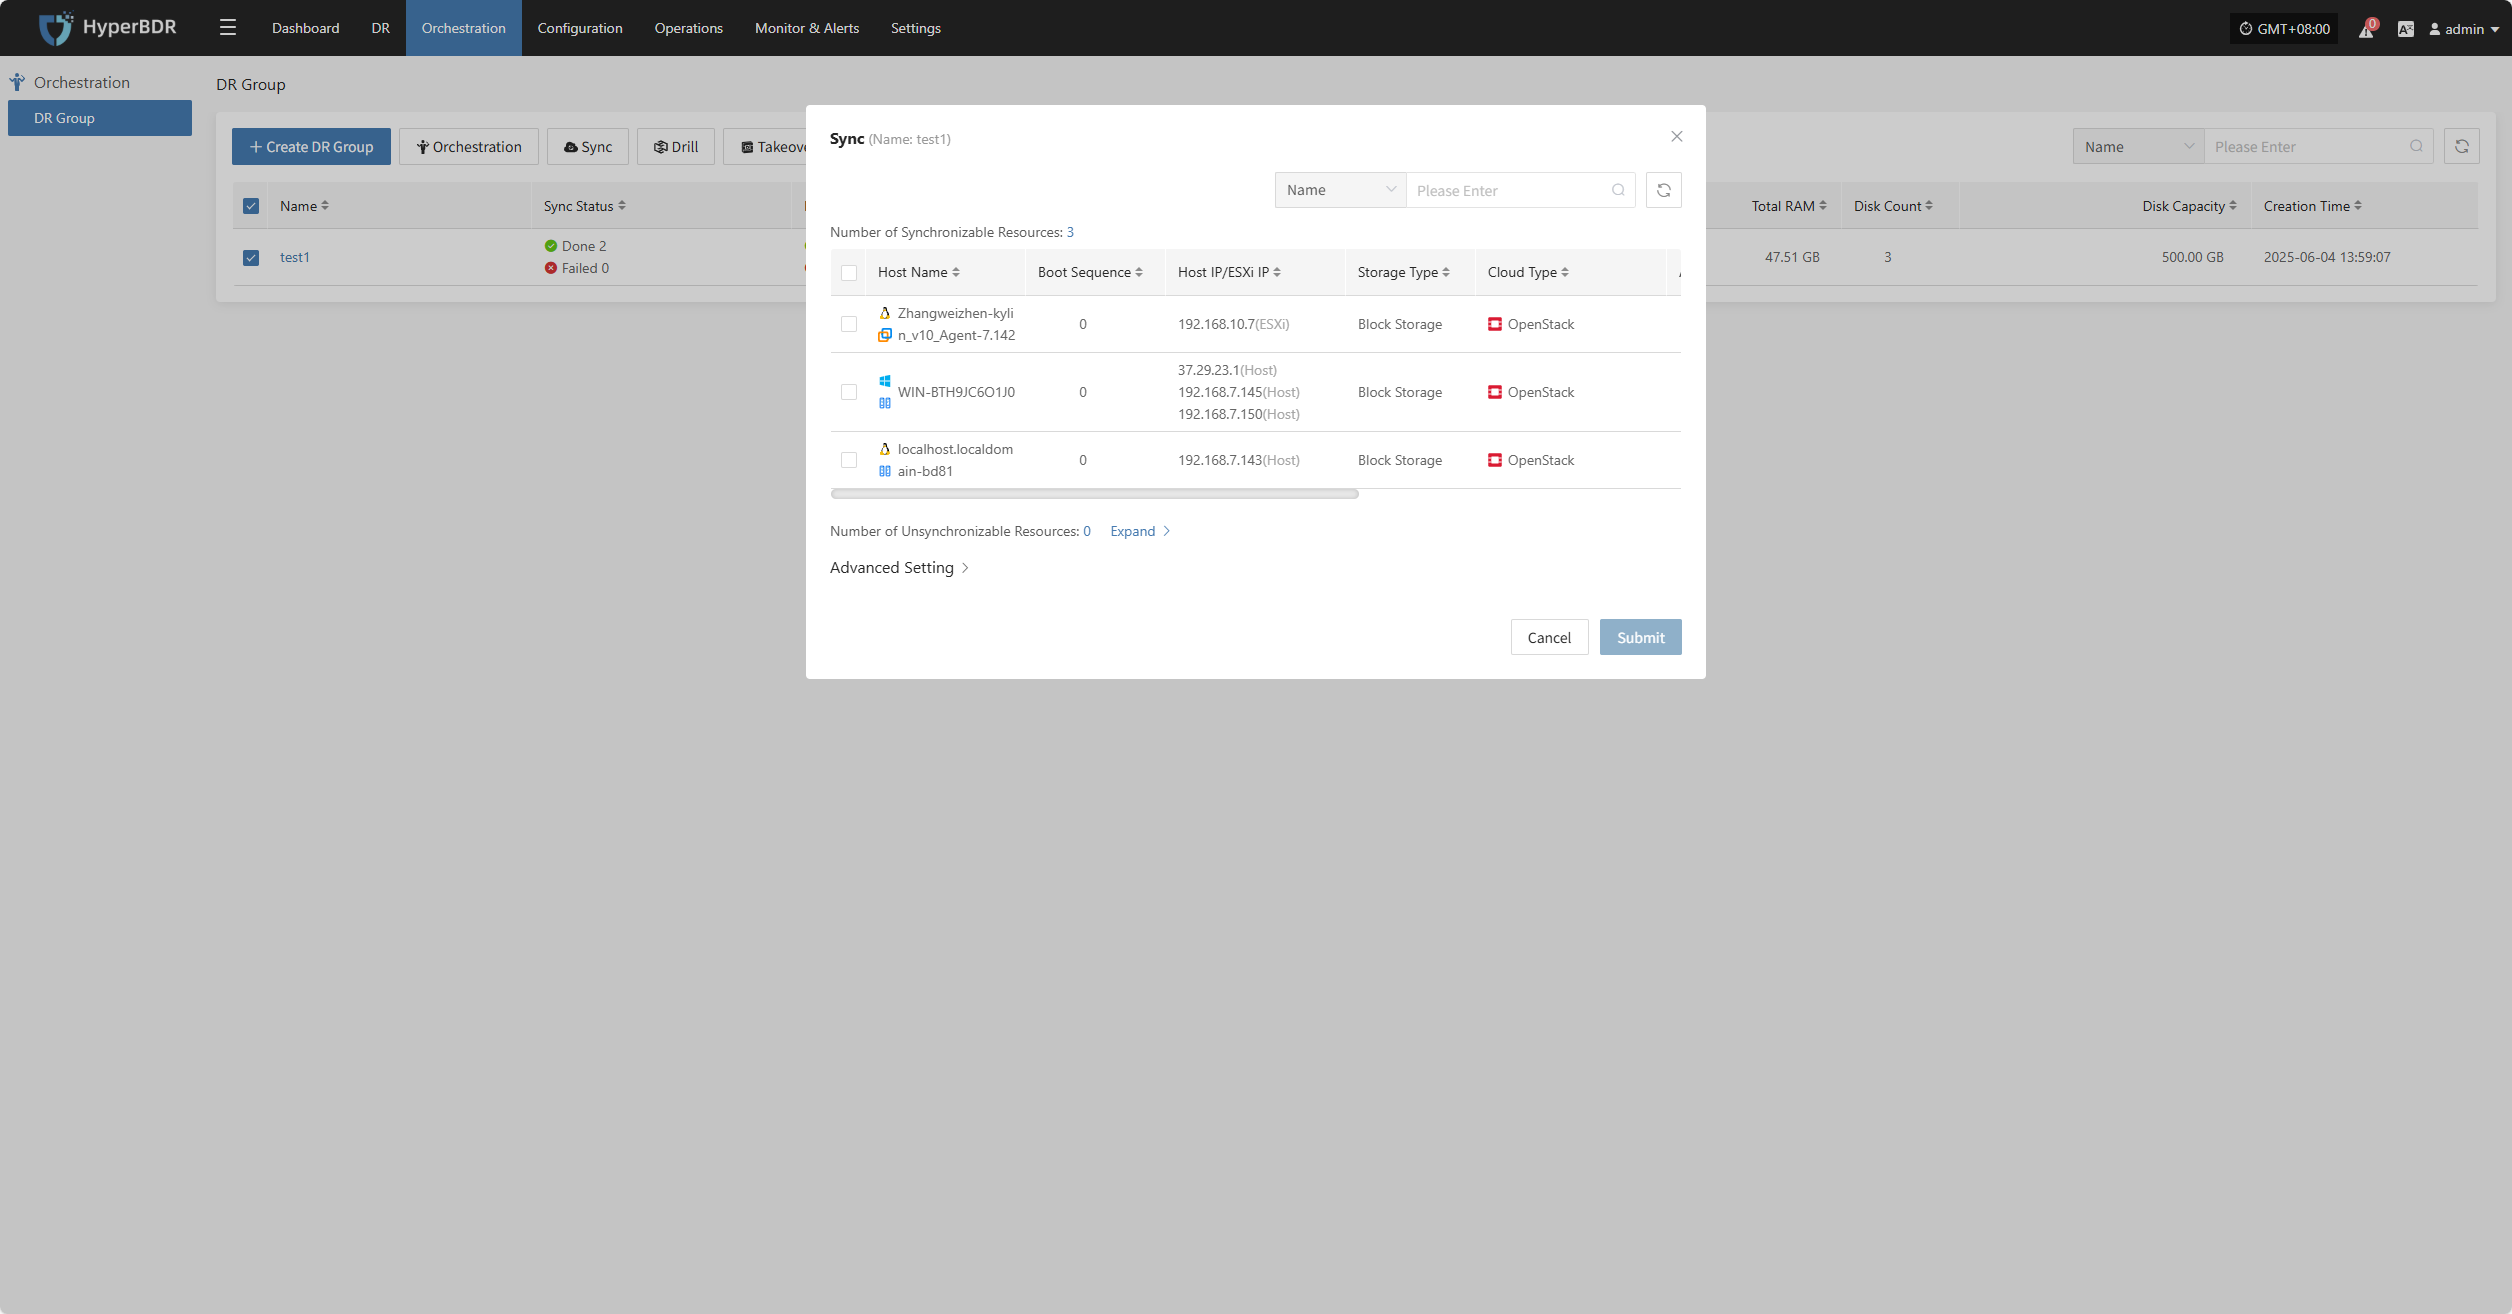 HyperBDR
Dashboard
DR
Orchestration
Configuration
Operations
Monitor & Alerts
Settings
GMT+08:00
0
admin
Orchestration
DR Group
DR Group
Create DR Group
Orchestration
Sync
Drill
Takeov
Name
Please Enter
Name
Sync Status
Total RAM
Disk Count
Disk Capacity
Creation Time
test1
Done 2
Failed 0
47.51 GB
3
500.00 GB
2025-06-04 13:59:07
Sync (Name: test1)
Name
Please Enter
Number of Synchronizable Resources: 3
Host Name
Boot Sequence
Host IP/ESXi IP
Storage Type
Cloud Type
Zhangweizhen-kyli
n_v10_Agent-7.142
0
192.168.10.7(ESXi)
Block Storage
OpenStack
WIN-BTH9JC6O1J0
0
37.29.23.1(Host)
192.168.7.145(Host)
192.168.7.150(Host)
Block Storage
OpenStack
localhost.localdom
ain-bd81
0
192.168.7.143(Host)
Block Storage
OpenStack
Number of Unsynchronizable Resources: 0
Expand
Advanced Setting
Cancel
Submit